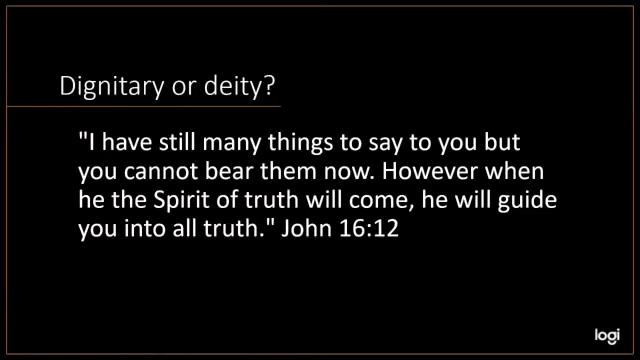 Dignitary or deity?
"I have still many things to say to you but
you cannot bear them now. However when
he the Spirit of truth will come, he will guide
you into all truth." John 16:12
logi